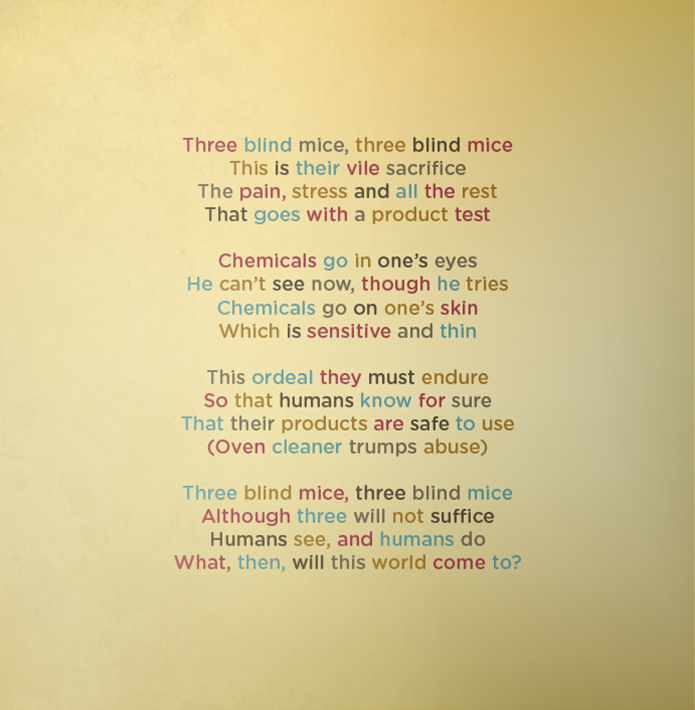 Three blind mice, three blind mice
This is their vile sacrifice
The pain, stress and all the rest
That goes with a product test
Chemicals go in one's eyes
He can't see now, though he tries
Chemicals go on one's skin
Which is sensitive and thin
This ordeal they must endure
So that humans know for sure
That their products are safe to use
(Oven cleaner trumps abuse)
Three blind mice, three blind mice
Although three will not suffice
Humans see, and humans do
What, then, will this world come to?